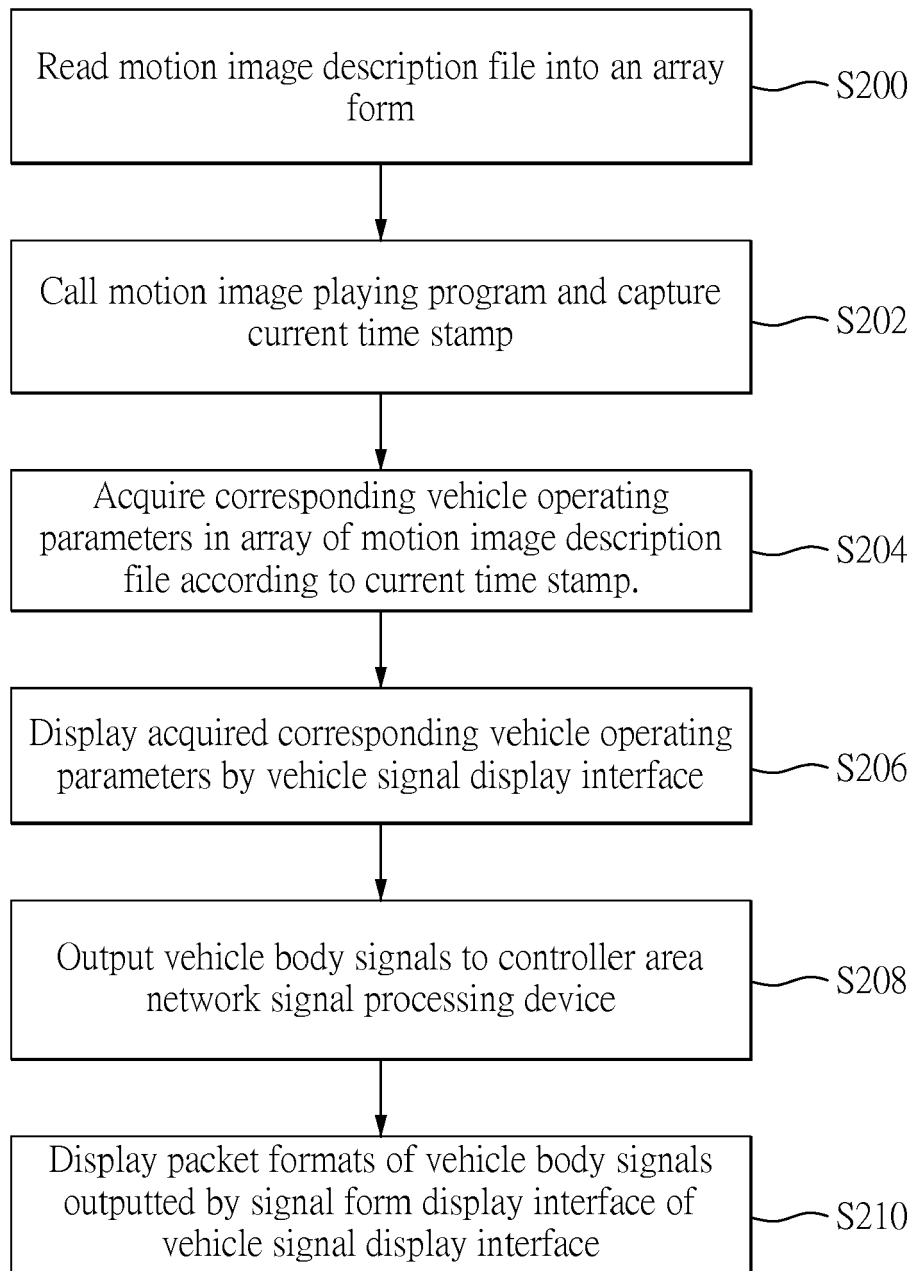 Read motion image description file into an array
form
S200
Call motion image playing program and capture
current time stamp
S202
Acquire corresponding vehicle operating
parameters in array of motion image description
file according to current time stamp.
S204
Display acquired corresponding vehicle operating
parameters by vehicle signal display interface
S206
Output vehicle body signals to controller area
network signal processing device
S208
Display packet formats of vehicle body signals
outputted by signal form display interface of
vehicle signal display interface
S210